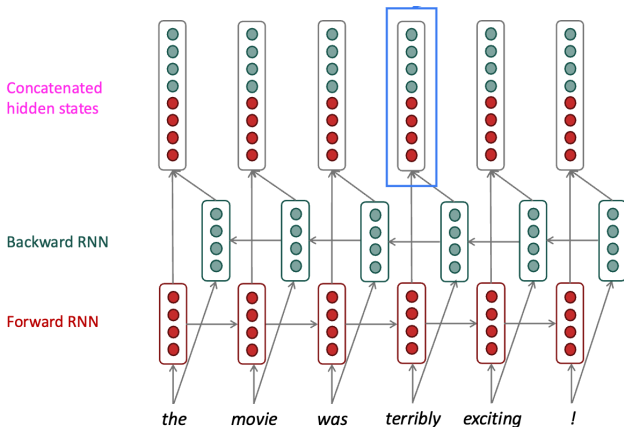 Concatenated
hidden states
Backward RNN
Forward RNN
the movie was terribly exciting !